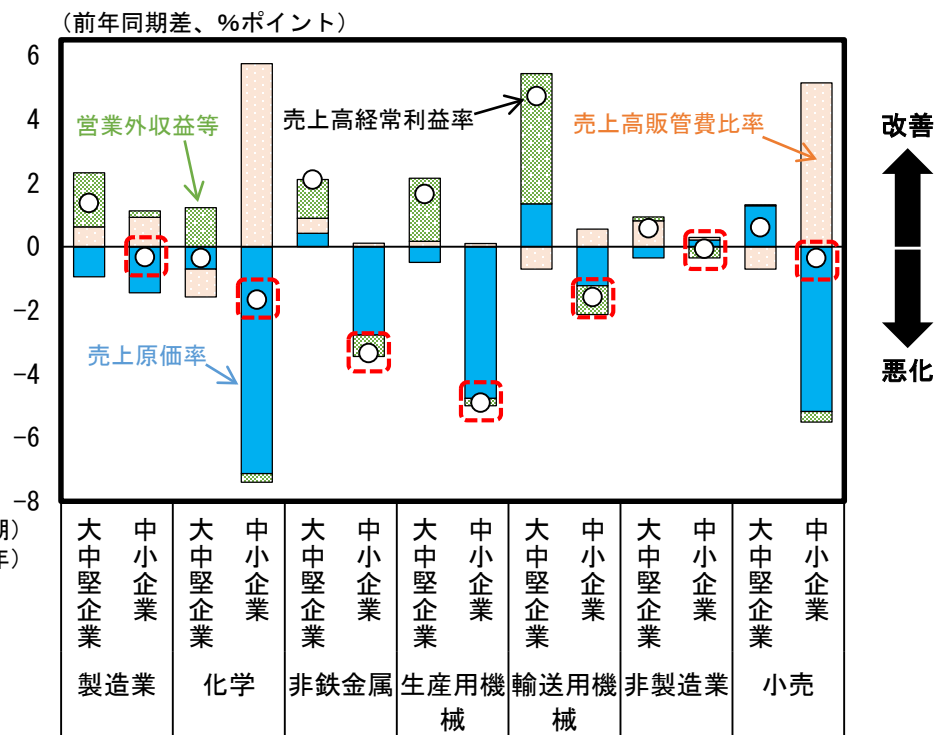 （前年同期差、%ポイント）
6
4
2
0
-2
-4
-6
-8
営業外収益等
売上高経常利益率
売上高販管費比率
売上原価率
改善
悪化
期）
年）
大中堅企業
中小企業
大中堅企業
中小企業
大中堅企業
中小企業
大中堅企業
中小企業
大中堅企業
中小企業
大中堅企業
中小企業
大中堅企業
中小企業
製造業
化学
非鉄金属
生産用機
械
輸送用機
械
非製造業
小売